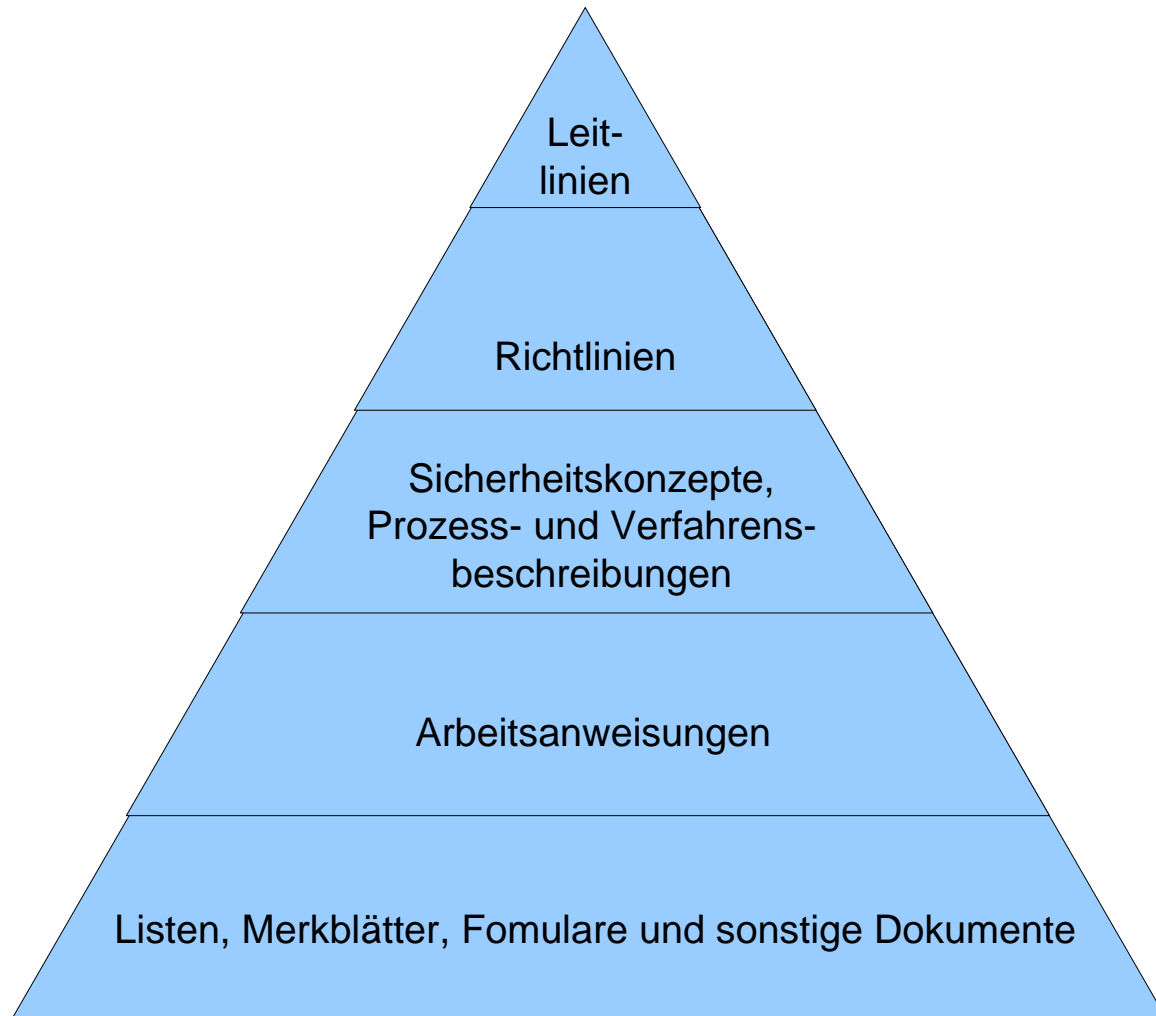 Leit-
linien
Richtlinien
Sicherheitskonzepte,
Prozess- und Verfahrens-
beschreibungen
Arbeitsanweisungen
Listen, Merkblätter, Fomulare und sonstige Dokumente